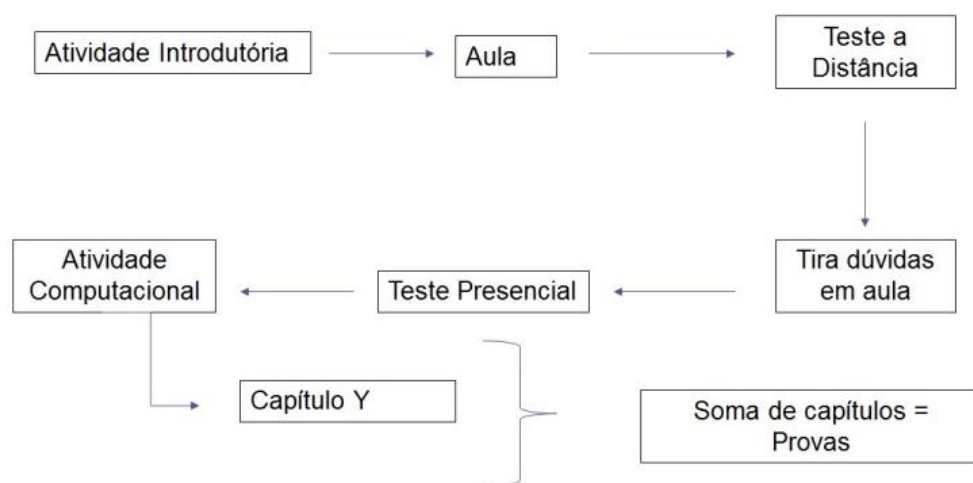 Atividade Introdutória
Aula
Teste a
Distância
Tira dúvidas
em aula
Teste Presencial
Atividade
Computacional
Capítulo Y
Soma de capítulos =
Provas